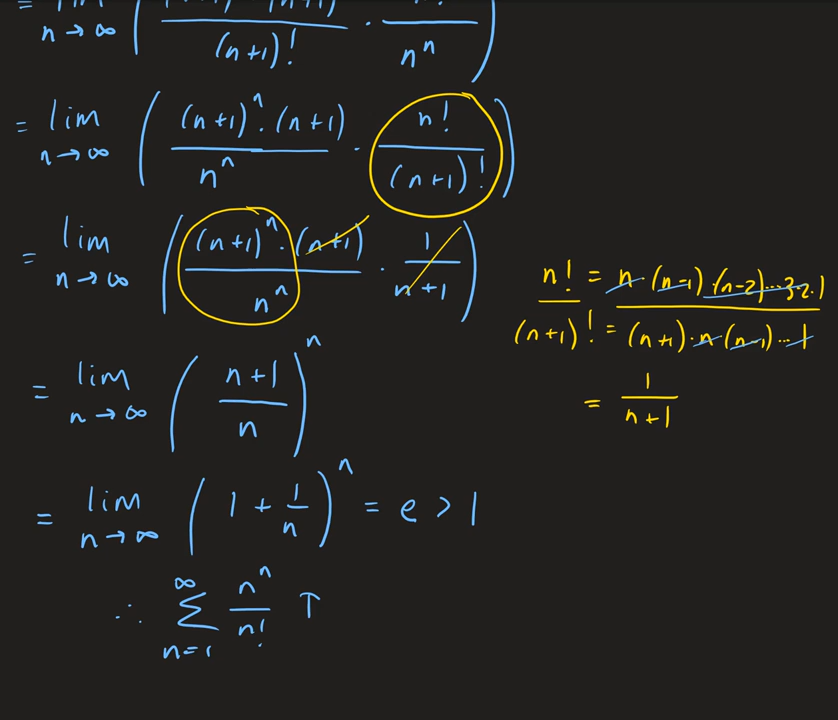 = lim n→∞ ( (n+1)! · n^n )
= lim n→∞ ( (n+1)^n · (n+1) / n^n · n! / (n+1)! )
= lim n→∞ ( (n+1)^n · (n+1) / n^n · 1 / n+1 )
n! / (n+1)! = n·(n-1)·(n-2)...3·2·1 / = (n+1)·n·(n-1)...1
= 1 / n+1
= lim n→∞ ( n+1 / n )^n
= lim n→∞ ( 1 + 1/n )^n = e > 1
∴ ∞ Σ n=1 n^n / n!